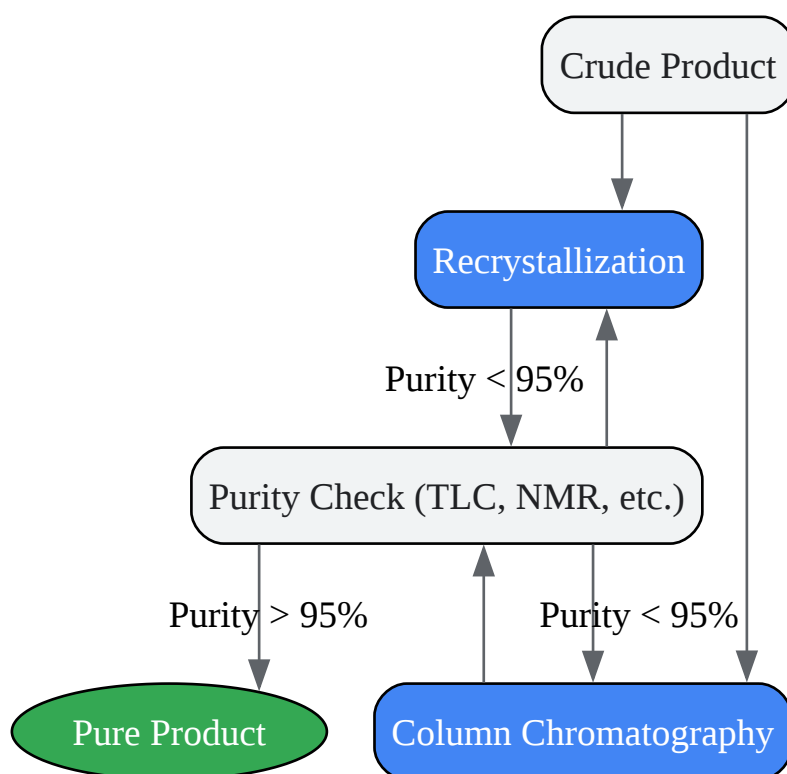 Crude Product
Recrystallization
Purity < 95%
Purity Check (TLC, NMR, etc.)
Purity > 95%
Purity < 95%
Pure Product
Column Chromatography